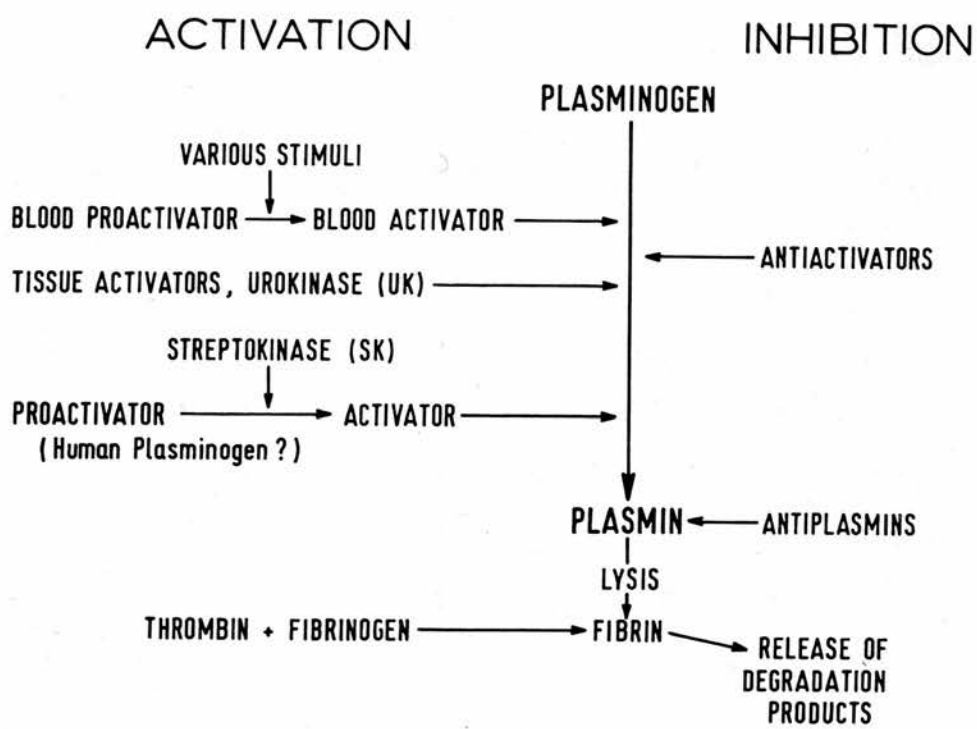 ACTIVATION
INHIBITION
PLASMINOGEN
VARIOUS STIMULI
BLOOD PROACTIVATOR
BLOOD ACTIVATOR
ANTIACTIVATORS
TISSUE ACTIVATORS, UROKINASE (UK)
STREPTOKINASE (SK)
PROACTIVATOR
ACTIVATOR
(Human Plasminogen?)
PLASMIN
ANTIPLASMINS
LYSIS
THROMBIN + FIBRINOGEN
FIBRIN
RELEASE OF
DEGRADATION
PRODUCTS